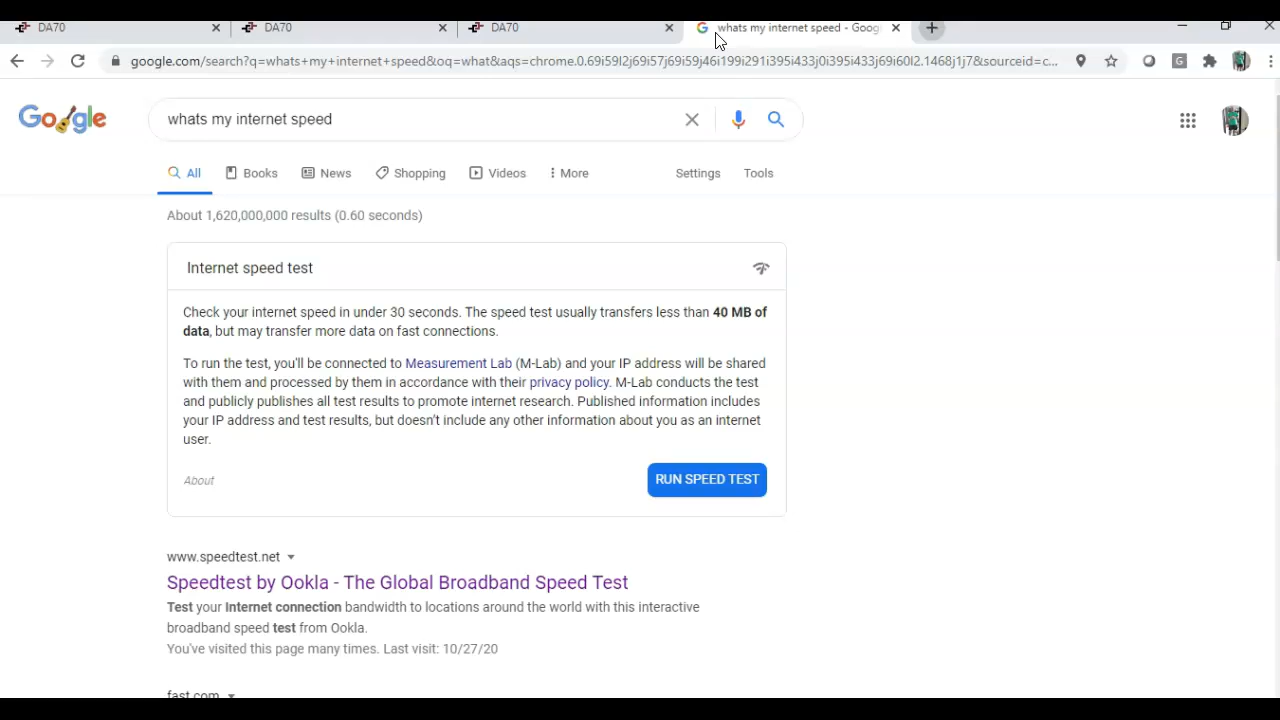 DA70
DA70
DA70
whats my internet speed - Goog
google.com/search?q=whats+my+internet+speed&oq=what&aqs=chrome.0.69i59l2j69i57j69i59j46i199i291i395i433j0i395i433j69i60l2.1468j1j7&sourceid=c...
Google
whats my internet speed
All Books News Shopping Videos More Settings Tools
About 1,620,000,000 results (0.60 seconds)
Internet speed test
Check your internet speed in under 30 seconds. The speed test usually transfers less than 40 MB of
data, but may transfer more data on fast connections.
To run the test, you'll be connected to Measurement Lab (M-Lab) and your IP address will be shared
with them and processed by them in accordance with their privacy policy. M-Lab conducts the test
and publicly publishes all test results to promote internet research. Published information includes
your IP address and test results, but doesn't include any other information about you as an internet
user.
About
RUN SPEED TEST
www.speedtest.net
Speedtest by Ookla - The Global Broadband Speed Test
Test your Internet connection bandwidth to locations around the world with this interactive
broadband speed test from Ookla.
You've visited this page many times. Last visit: 10/27/20
fast.com